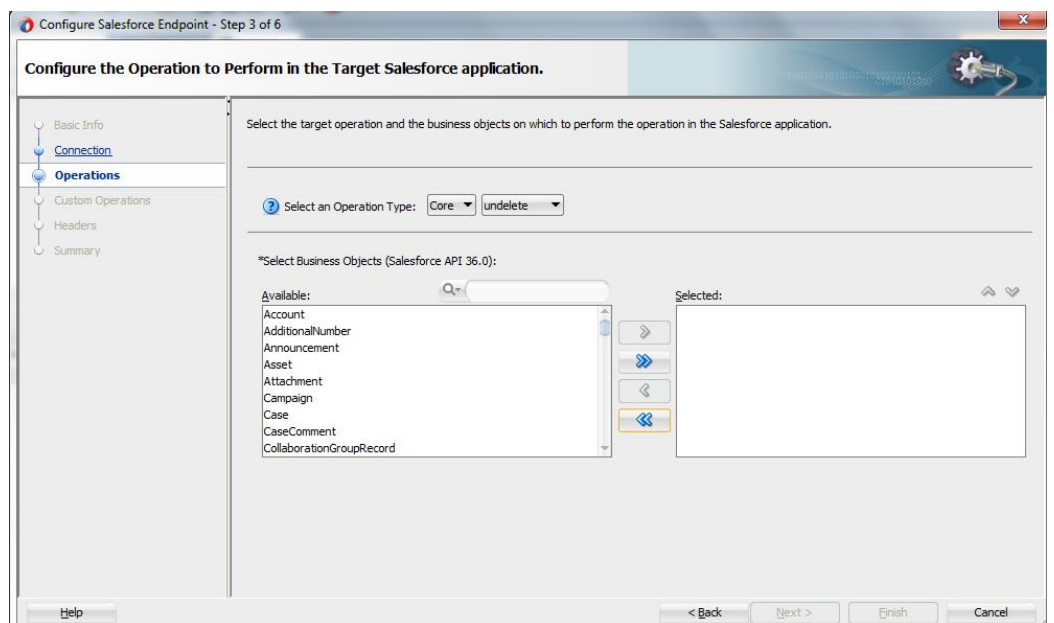 Configure Salesforce Endpoint - Step 3 of 6
Configure the Operation to Perform in the Target Salesforce application.
Basic Info
Connection
Operations
Custom Operations
Headers
Summary
Select the target operation and the business objects on which to perform the operation in the Salesforce application.
Select an Operation Type: Core undelete
*Select Business Objects (Salesforce API 36.0):
Available:
Selected:
Account
AdditionalNumber
Announcement
Asset
Attachment
Campaign
Case
CaseComment
CollaborationGroupRecord
Help
< Back
Next >
Finish
Cancel